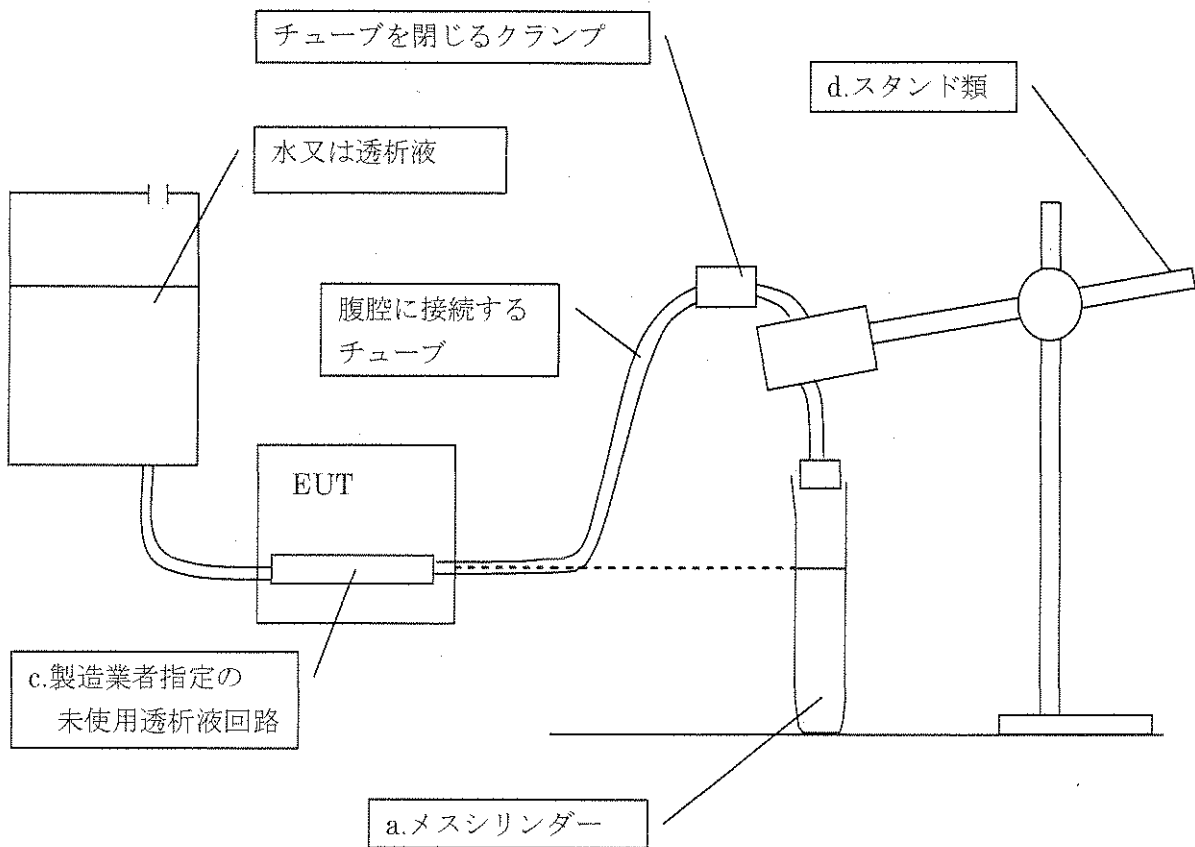 チューブを閉じるクランプ
d.スタンド類
水又は透析液
腹腔に接続する
チューブ
EUT
c.製造業者指定の
未使用透析液回路
a.メスシリンダー